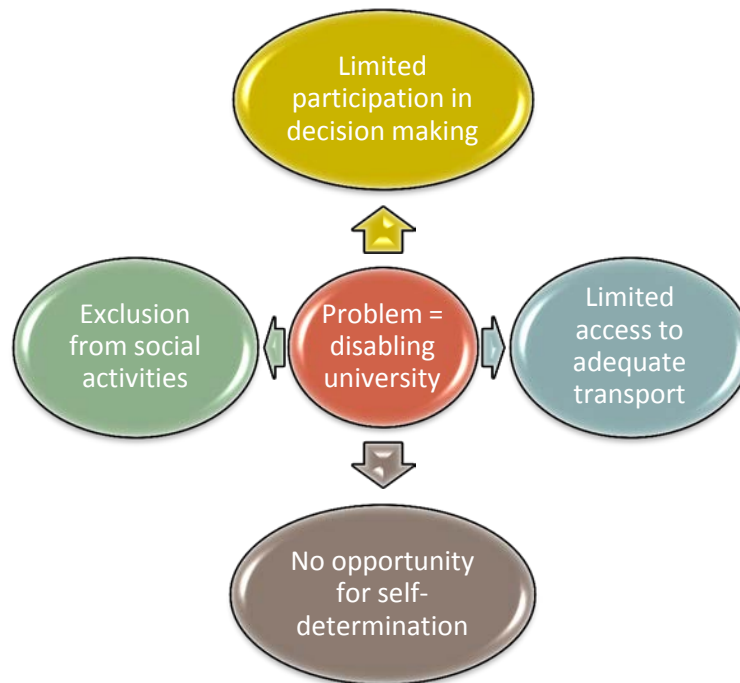 Limited
participation in
decision making
Exclusion
from social
activities
Problem =
disabling
university
Limited
access to
adequate
transport
No opportunity
for self-
determination